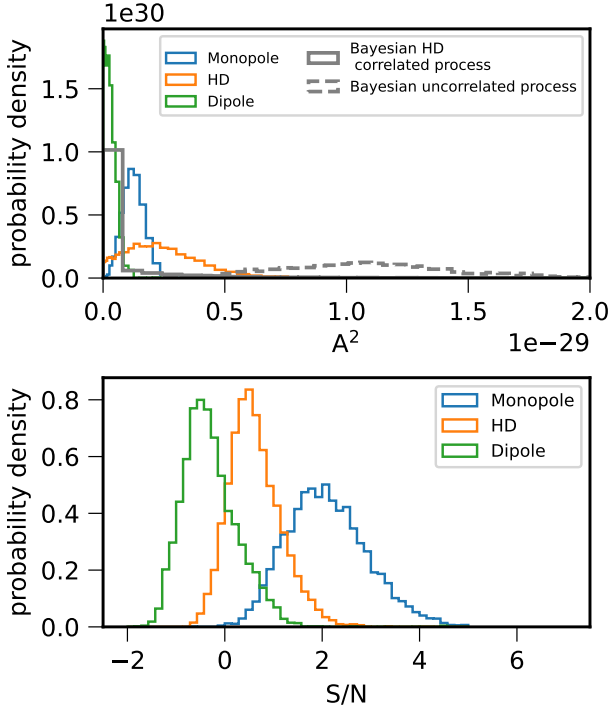 1e30
probability density
1.5
1.0
0.5
0.0
Monopole
HD
Dipole
Bayesian HD
correlated process
Bayesian uncorrelated process
0.0 0.5 1.0 1.5 2.0
A²
1e−29
probability density
0.8
0.6
0.4
0.2
0.0
Monopole
HD
Dipole
−2 0 2 4 6
S/N